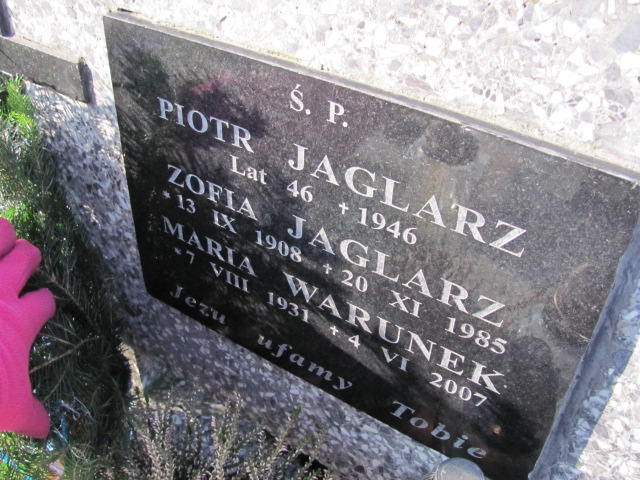 Ś. P.
PIOTR JAGLARZ
Lat 46 +1946
ZOFIA JAGLARZ
*13 IX 1908 +20 XI 1985
MARIA WARUNEK
*7 VIII 1931 +4 VI 2007
Jezu ufamy Tobie